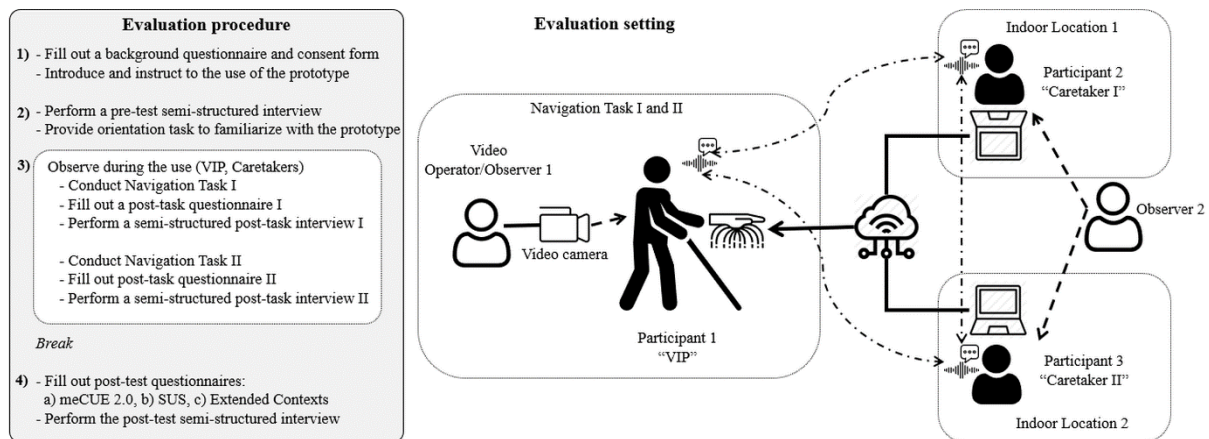 Evaluation procedure
1) - Fill out a background questionnaire and consent form
- Introduce and instruct to the use of the prototype
2) - Perform a pre-test semi-structured interview
- Provide orientation task to familiarize with the prototype
3) Observe during the use (VIP, Caretakers)
- Conduct Navigation Task I
- Fill out a post-task questionnaire I
- Perform a semi-structured post-task interview I
- Conduct Navigation Task II
- Fill out post-task questionnaire II
- Perform a semi-structured post-task interview II
Break
4) - Fill out post-test questionnaires:
a) meCUE 2.0, b) SUS, c) Extended Contexts
- Perform the post-test semi-structured interview
Evaluation setting
Navigation Task I and II
Video
Operator/Observer 1
Video camera
Participant 1
“VIP”
Indoor Location 1
Participant 2
“Caretaker I”
Observer 2
Participant 3
“Caretaker II”
Indoor Location 2